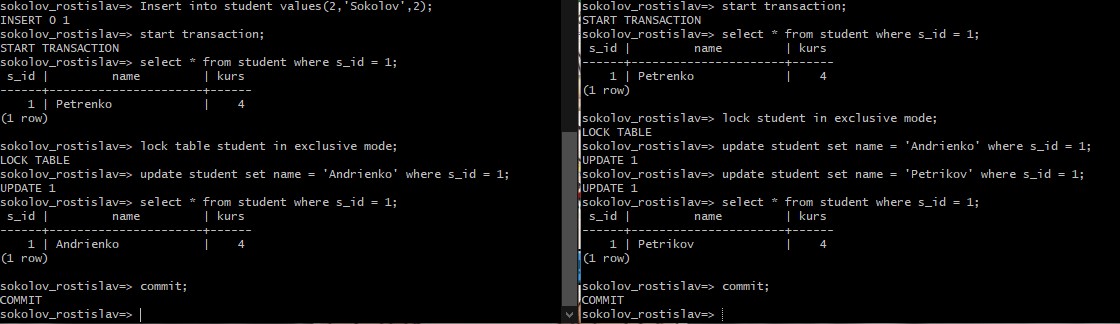 sokolov_rostislav=> Insert into student values(2,'Sokolov',2);
INSERT 0 1
sokolov_rostislav=> start transaction;
START TRANSACTION
sokolov_rostislav=> select * from student where s_id = 1;
 s_id |         name         | kurs
------+----------------------+------
    1 | Petrenko             |    4
(1 row)

sokolov_rostislav=> lock table student in exclusive mode;
LOCK TABLE
sokolov_rostislav=> update student set name = 'Andrienko' where s_id = 1;
UPDATE 1
sokolov_rostislav=> select * from student where s_id = 1;
 s_id |         name         | kurs
------+----------------------+------
    1 | Andrienko            |    4
(1 row)

sokolov_rostislav=> commit;
COMMIT
sokolov_rostislav=>
sokolov_rostislav=> start transaction;
START TRANSACTION
sokolov_rostislav=> select * from student where s_id = 1;
 s_id |         name         | kurs
------+----------------------+------
    1 | Petrenko             |    4
(1 row)

sokolov_rostislav=> lock student in exclusive mode;
LOCK TABLE
sokolov_rostislav=> update student set name = 'Andrienko' where s_id = 1;
UPDATE 1
sokolov_rostislav=> update student set name = 'Petrikov' where s_id = 1;
UPDATE 1
sokolov_rostislav=> select * from student where s_id = 1;
 s_id |         name         | kurs
------+----------------------+------
    1 | Petrikov             |    4
(1 row)

sokolov_rostislav=> commit;
COMMIT
sokolov_rostislav=>